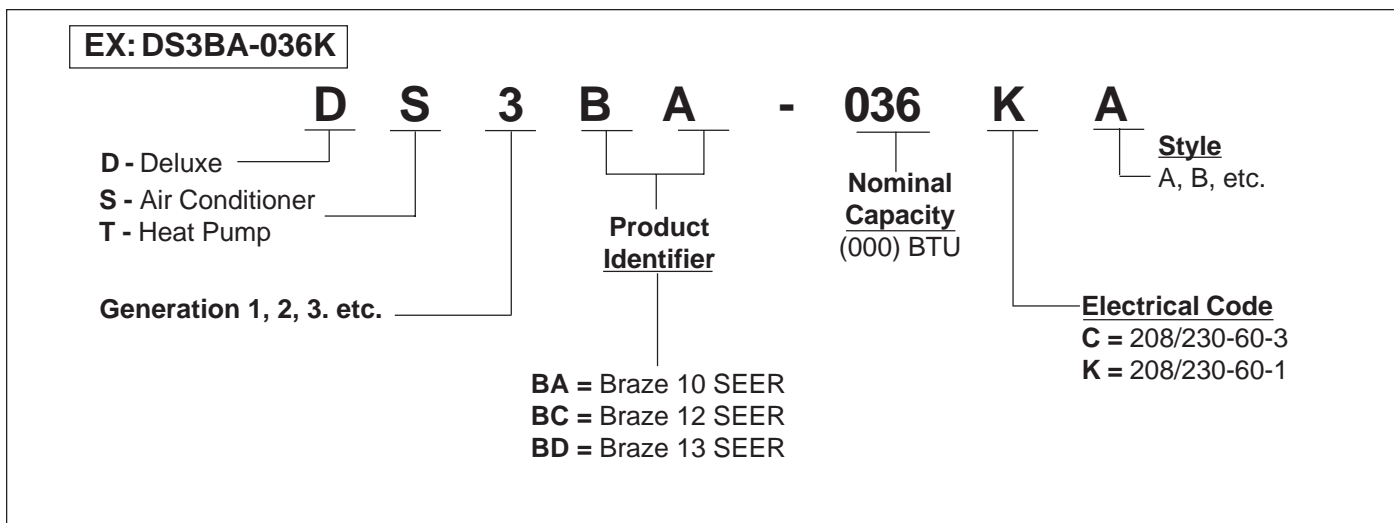 EX: DS3BA-036K
D S 3 B A - 036 K A
D - Deluxe
S - Air Conditioner
T - Heat Pump
Generation 1, 2, 3. etc.
Product
Identifier
BA = Braze 10 SEER
BC = Braze 12 SEER
BD = Braze 13 SEER
Nominal
Capacity
(000) BTU
Style
A, B, etc.
Electrical Code
C = 208/230-60-3
K = 208/230-60-1